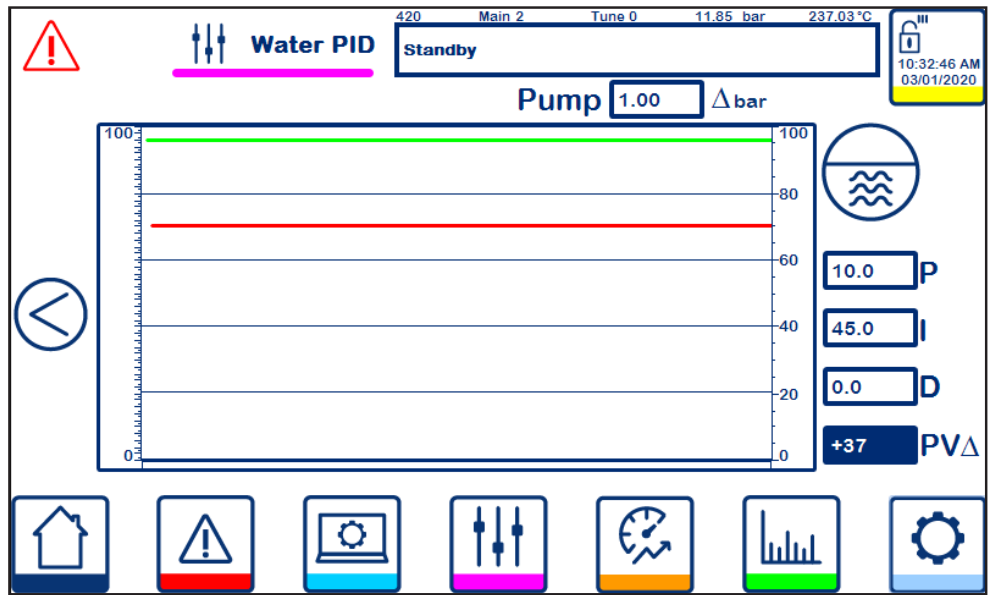 420 Main 2 Tune 0 11.85 bar 237.03 °C
Water PID
Standby
10:32:46 AM
03/01/2020
Pump 1.00 Δ bar
100 100
80
60
40
20
0 0
10.0 P
45.0 I
0.0 D
+37 PVΔ